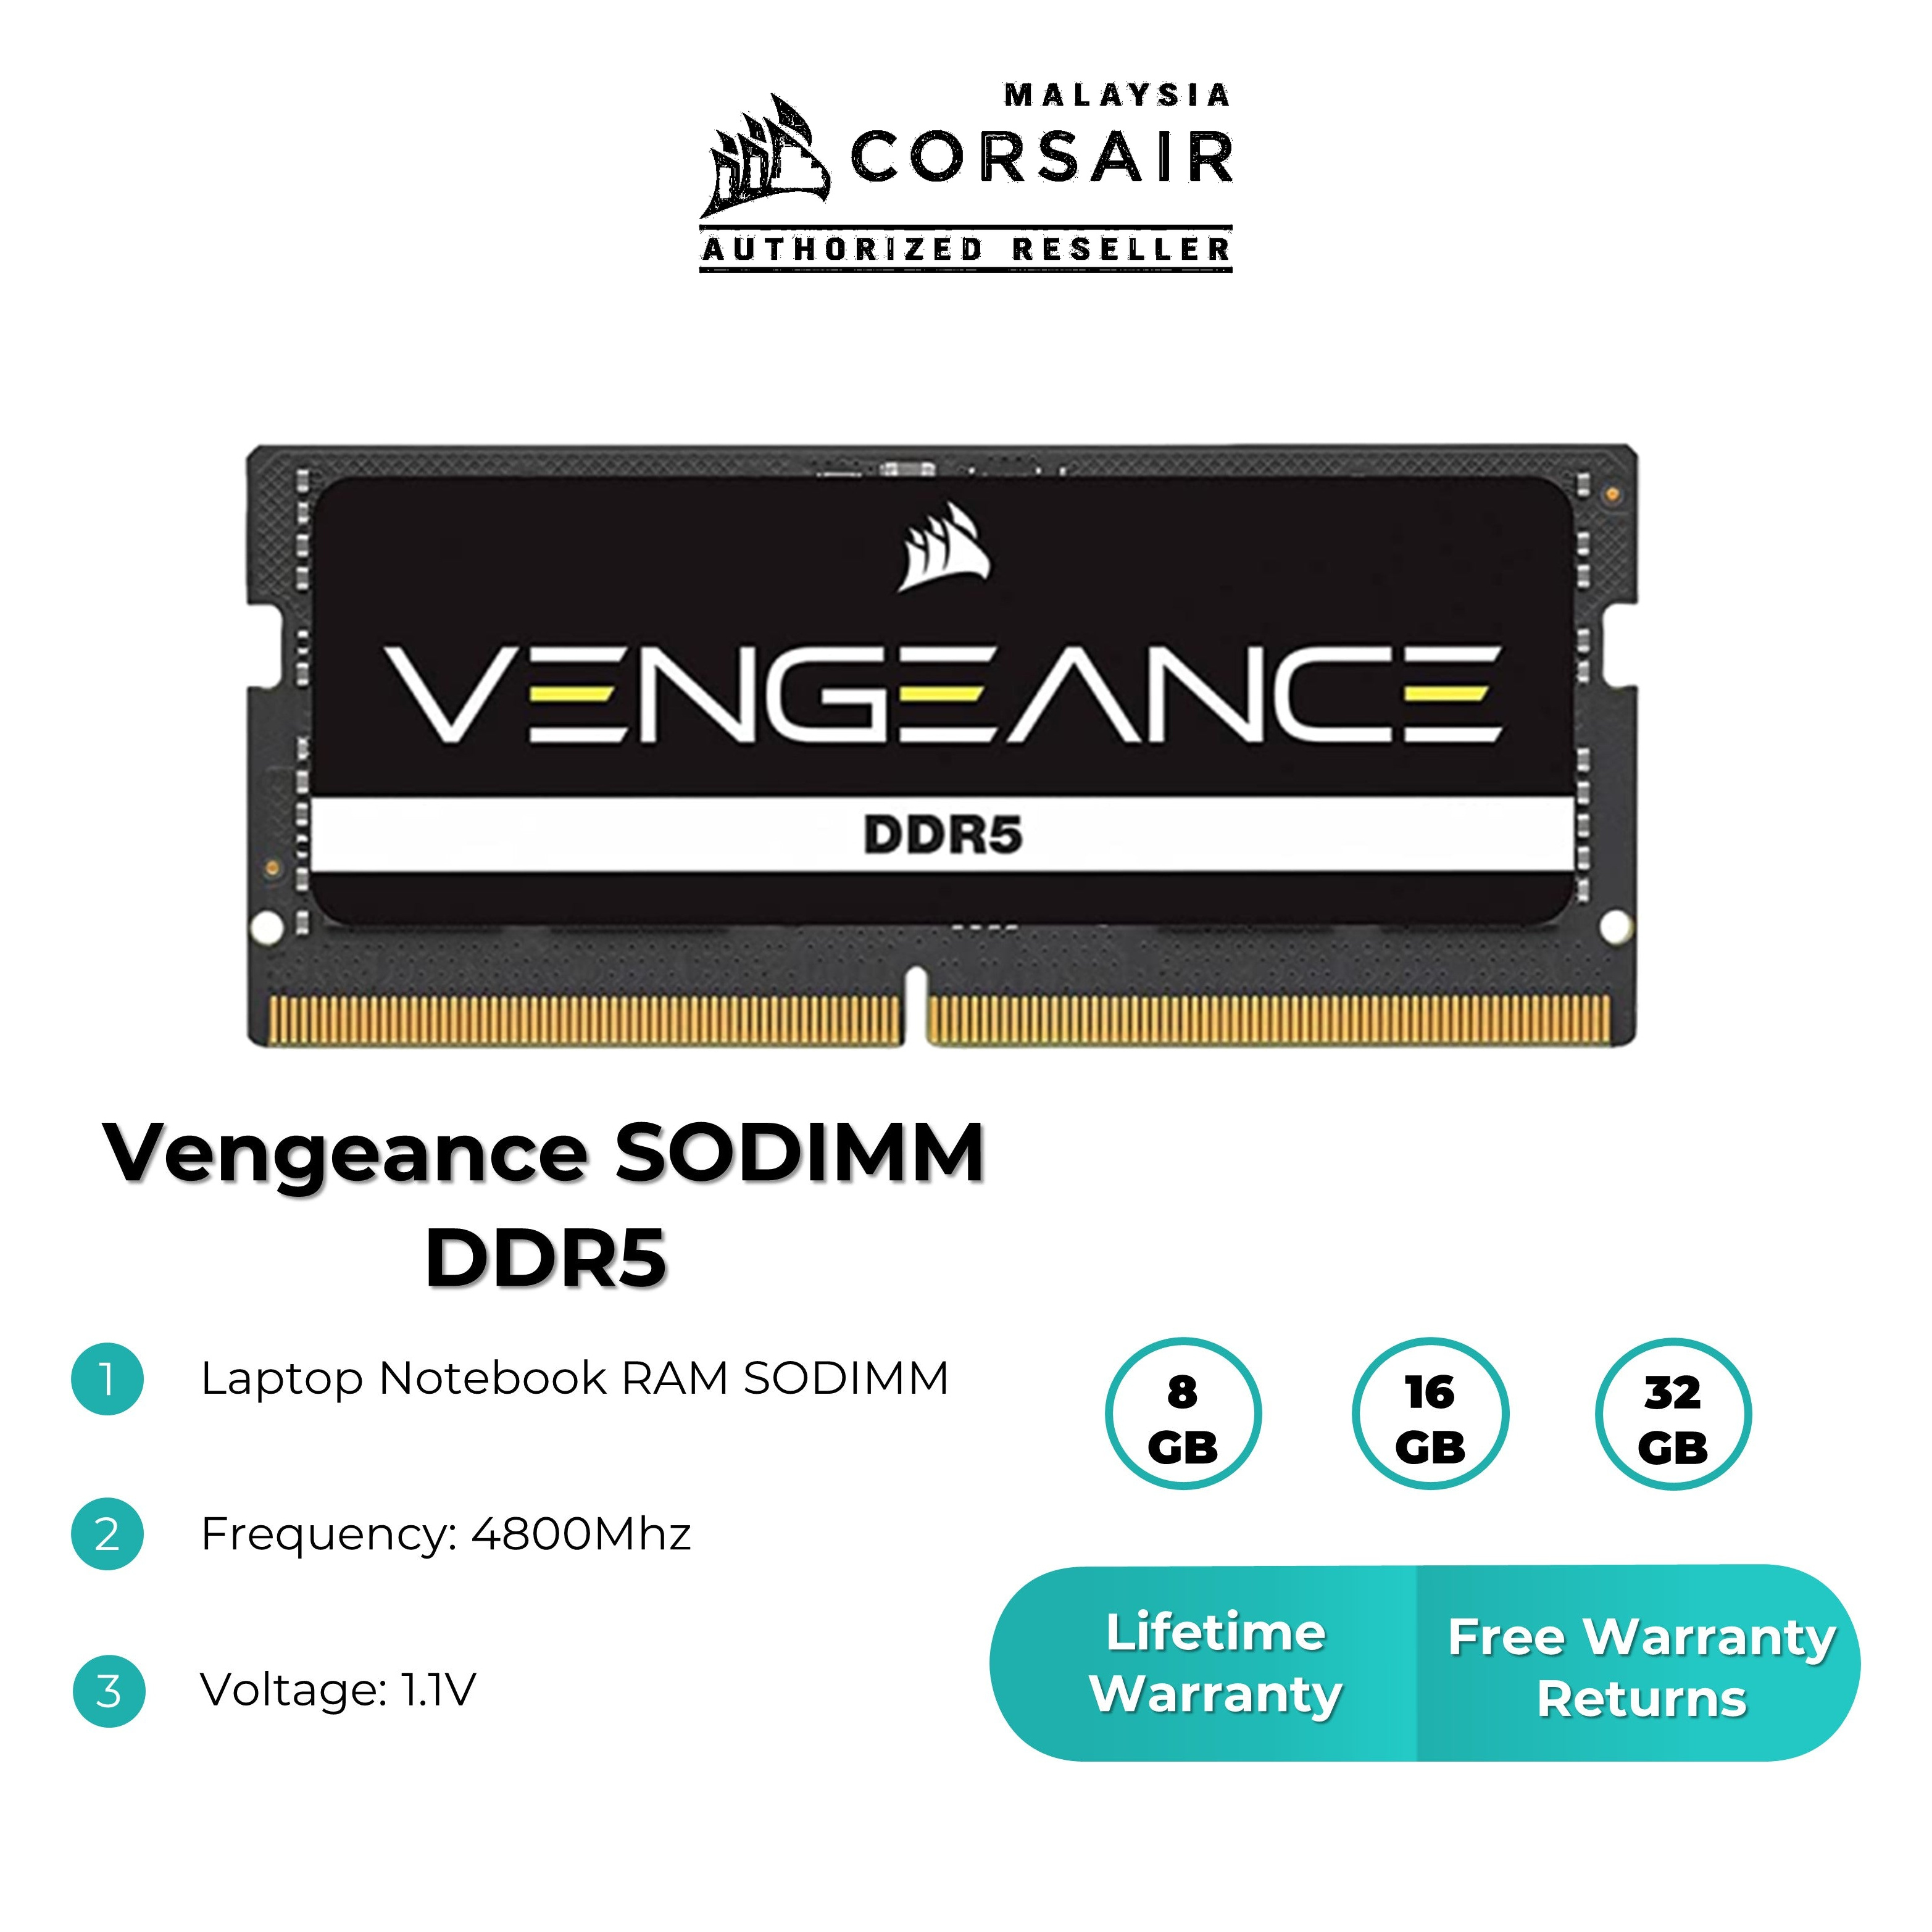 MALAYSIA
CORSAIR
AUTHORIZED RESELLER
VENGEANCE
DDR5
Vengeance SODIMM
DDR5
1 Laptop Notebook RAM SODIMM
2 Frequency: 4800Mhz
3 Voltage: 1.1V
8
GB
16
GB
32
GB
Lifetime
Warranty
Free Warranty
Returns